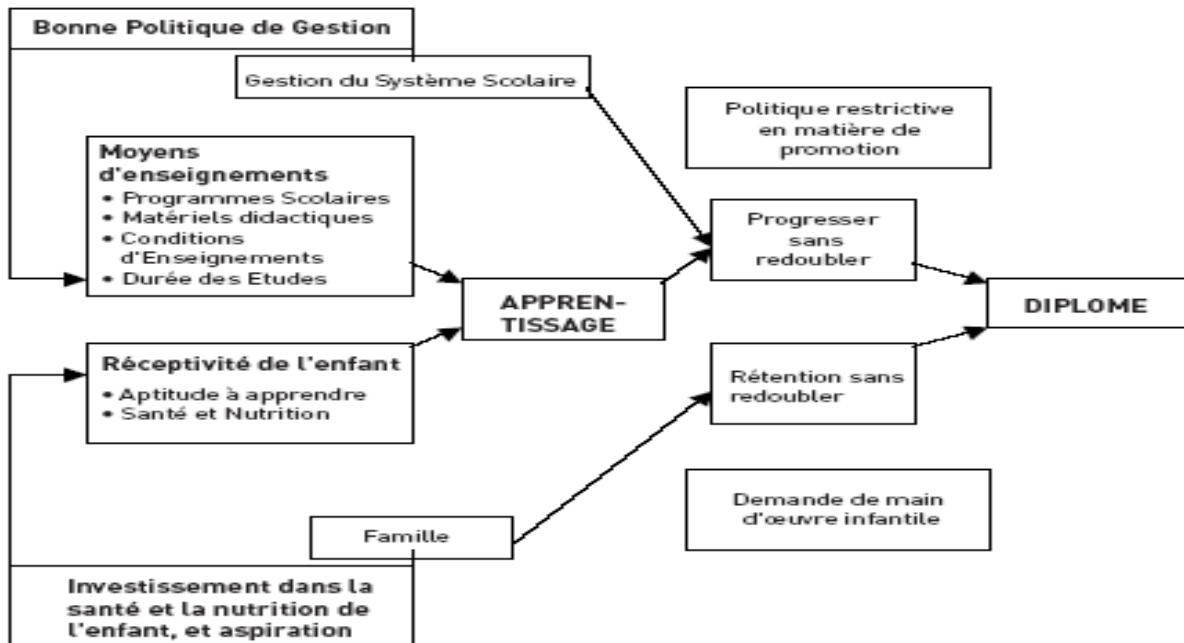 Bonne Politique de Gestion
Gestion du Système Scolaire
Politique restrictive
en matière de
promotion
Moyens
d'enseignements
• Programmes Scolaires
• Matériels didactiques
• Conditions
d'Enseignements
• Durée des Etudes
Progresser
sans
redoubler
APPREN-
TISSAGE
DIPLOME
Réceptivité de l'enfant
• Aptitude à apprendre
• Santé et Nutrition
Rétention sans
redoubler
Demande de main
d'œuvre infantile
Famille
Investissement dans la
santé et la nutrition de
l'enfant, et aspiration